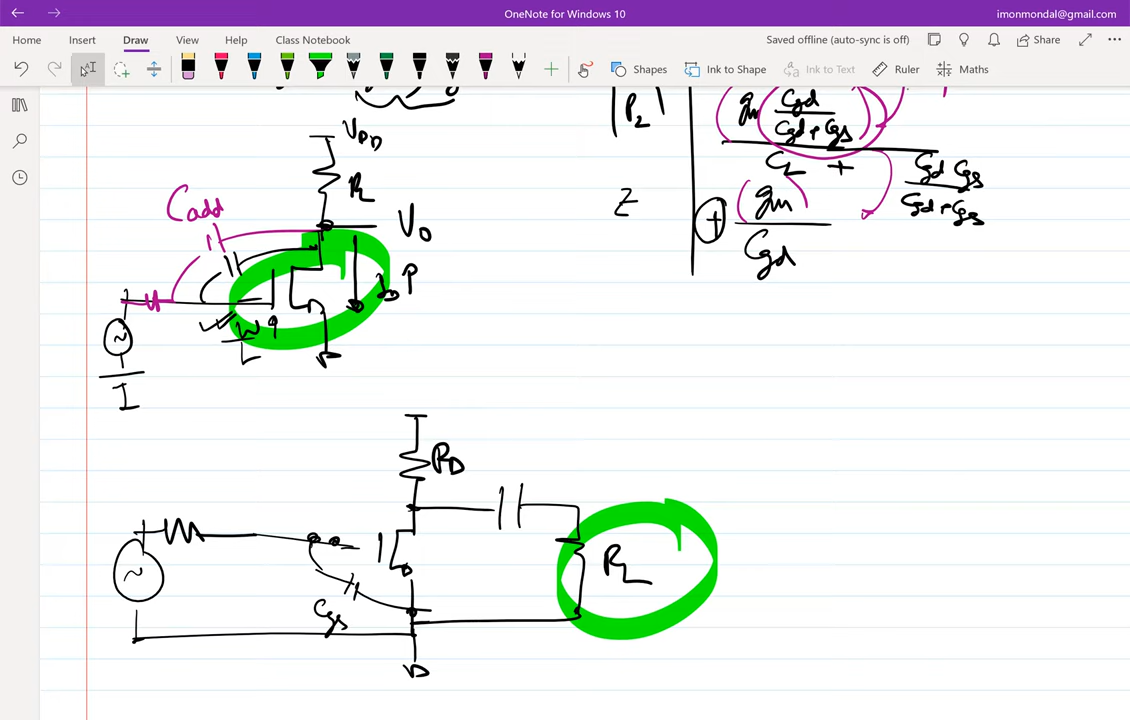 OneNote for Windows 10
imonmondal@gmail.com
Home Insert Draw View Help Class Notebook
Saved offline (auto-sync is off)
Share
Shapes
Ink to Shape
Ink to Text
Ruler
Maths
|P2|
gm Cgd
Cgd+Cgs
CL + Cgd Cgs
Cgd+Cgs
Z
+ gm
Cgd
VDD
RL
Cadd
VO
W
L
I
RD
RL
Cgs